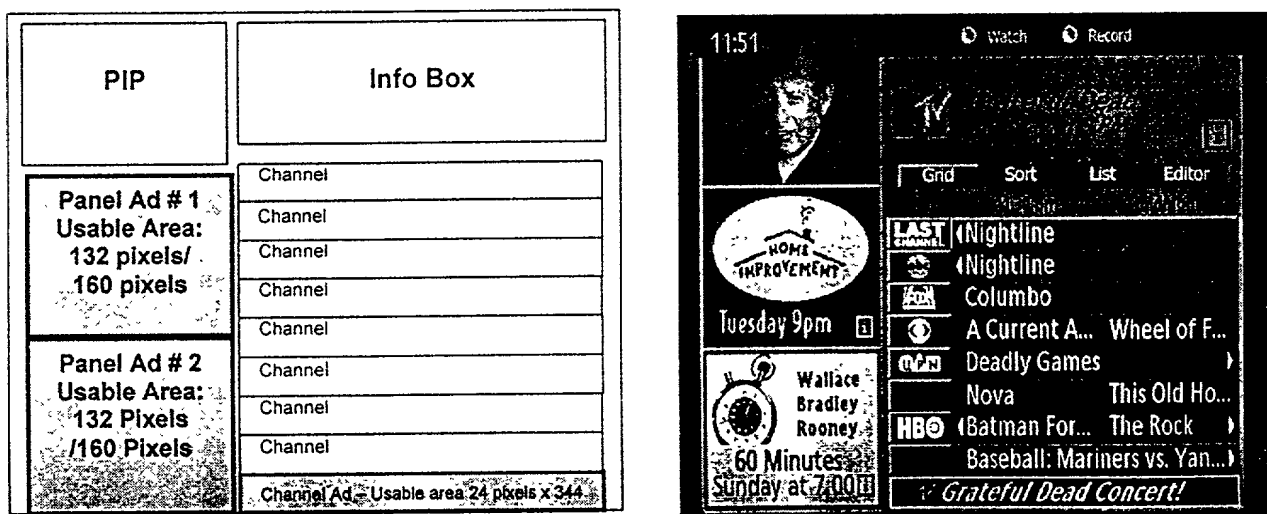 PIP
Info Box
Panel Ad # 1
Usable Area:
132 pixels/
160 pixels
Panel Ad # 2
Usable Area:
132 Pixels
/160 Pixels
Channel
Channel
Channel
Channel
Channel
Channel
Channel
Channel
Channel Ad – Usable area 24 pixels x 344
11:51
Watch
Record
TV
Grid Sort List Editor
HOME
IMPROVEMENT
Tuesday 9pm i
Wallace
Bradley
Rooney
60 Minutes
Sunday at 7:00 i
LAST CHANNEL Nightline
Nightline
FOX Columbo
A Current A... Wheel of F...
UPN Deadly Games
Nova This Old Ho...
HBO Batman For... The Rock
Baseball: Mariners vs. Yan...
Grateful Dead Concert!